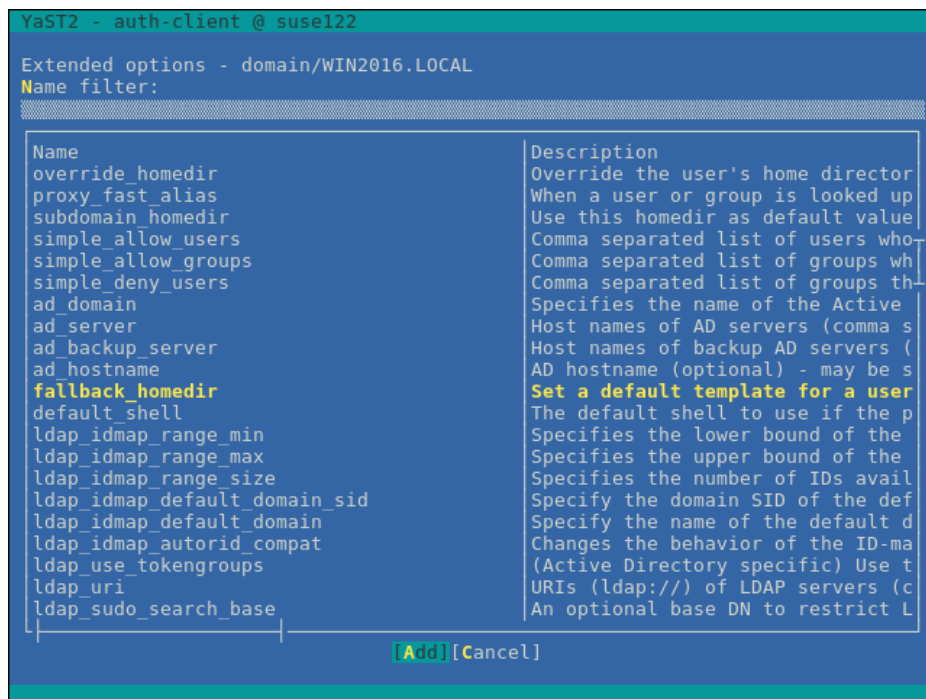 YaST2 - auth-client @ suse122
Extended options - domain/WIN2016.LOCAL
Name filter:
Name Description
override_homedir Override the user's home director
proxy_fast_alias When a user or group is looked up
subdomain_homedir Use this homedir as default value
simple_allow_users Comma separated list of users who
simple_allow_groups Comma separated list of groups wh
simple_deny_users Comma separated list of groups th
ad_domain Specifies the name of the Active
ad_server Host names of AD servers (comma s
ad_backup_server Host names of backup AD servers (
ad_hostname AD hostname (optional) - may be s
fallback_homedir Set a default template for a user
default_shell The default shell to use if the p
ldap_idmap_range_min Specifies the lower bound of the
ldap_idmap_range_max Specifies the upper bound of the
ldap_idmap_range_size Specifies the number of IDs avail
ldap_idmap_default_domain_sid Specify the domain SID of the def
ldap_idmap_default_domain Specify the name of the default d
ldap_idmap_autorid_compat Changes the behavior of the ID-ma
ldap_use_tokengroups (Active Directory specific) Use t
ldap_uri URIs (ldap://) of LDAP servers (c
ldap_sudo_search_base An optional base DN to restrict L
[Add][Cancel]